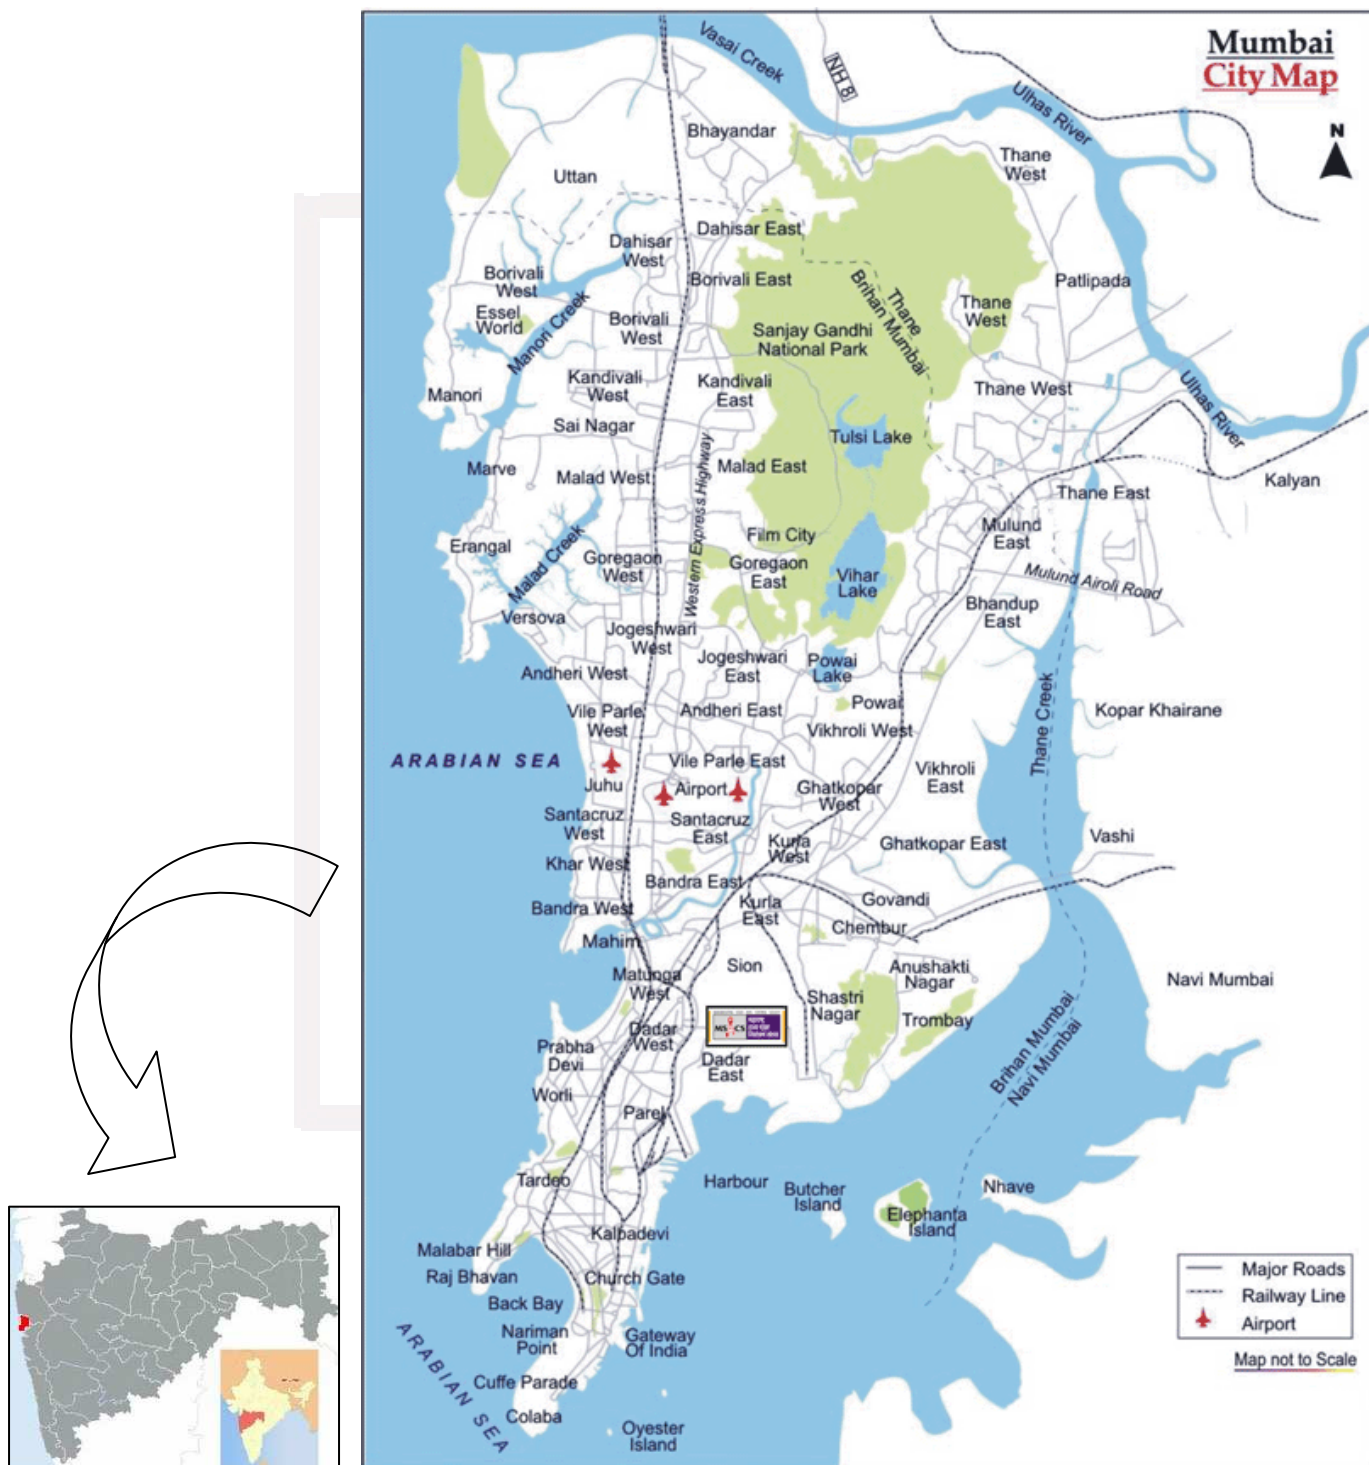 Mumbai
City Map
N
Vasai Creek
NH 8
Ulhas River
Bhayandar
Thane
West
Uttan
Dahisar East
Dahisar
West
Borivali
West
Borivali East
Patlipada
Essel
World
Manori Creek
Borivali
West
Thane
Brihan Mumbai
Thane
West
Sanjay Gandhi
National Park
Kandivali
West
Kandivali
East
Thane West
Manori
Ulhas River
Sai Nagar
Tulsi Lake
Marve
Malad West
Malad East
Western Express Highway
Kalyan
Thane East
Film City
Mulund
East
Erangal
Malad Creek
Goregaon
West
Goregaon
East
Vihar
Lake
Mulund Airoli Road
Bhandup
East
Versova
Jogeshwari
West
Jogeshwari
East
Powai
Lake
Andheri West
Thane Creek
Vile Parle
West
Andheri East
Powai
Kopar Khairane
Vikhroli West
ARABIAN SEA
Vile Parle East
Vikhroli
East
Juhu
Airport
Ghatkopar
West
Santacruz
West
Santacruz
East
Kurla
West
Ghatkopar East
Vashi
Khar West
Bandra East
Bandra West
Kurla
East
Govandi
Chembur
Mahim
Sion
Matunga
West
Anushakti
Nagar
Navi Mumbai
Shastri
Nagar
Trombay
Dadar
West
MS CS
Brihan Mumbai
Navi Mumbai
Prabha
Devi
Dadar
East
Worli
Parel
Tardeo
Harbour
Butcher
Island
Nhave
Elephanta
Island
Kalbadevi
Malabar Hill
Raj Bhavan
Church Gate
Back Bay
Nariman
Point
Gateway
Of India
ARABIAN SEA
Cuffe Parade
Colaba
Oyester
Island
Major Roads
Railway Line
Airport
Map not to Scale